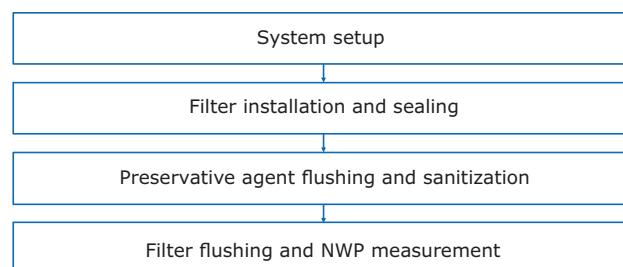 System setup
Filter installation and sealing
Preservative agent flushing and sanitization
Filter flushing and NWP measurement